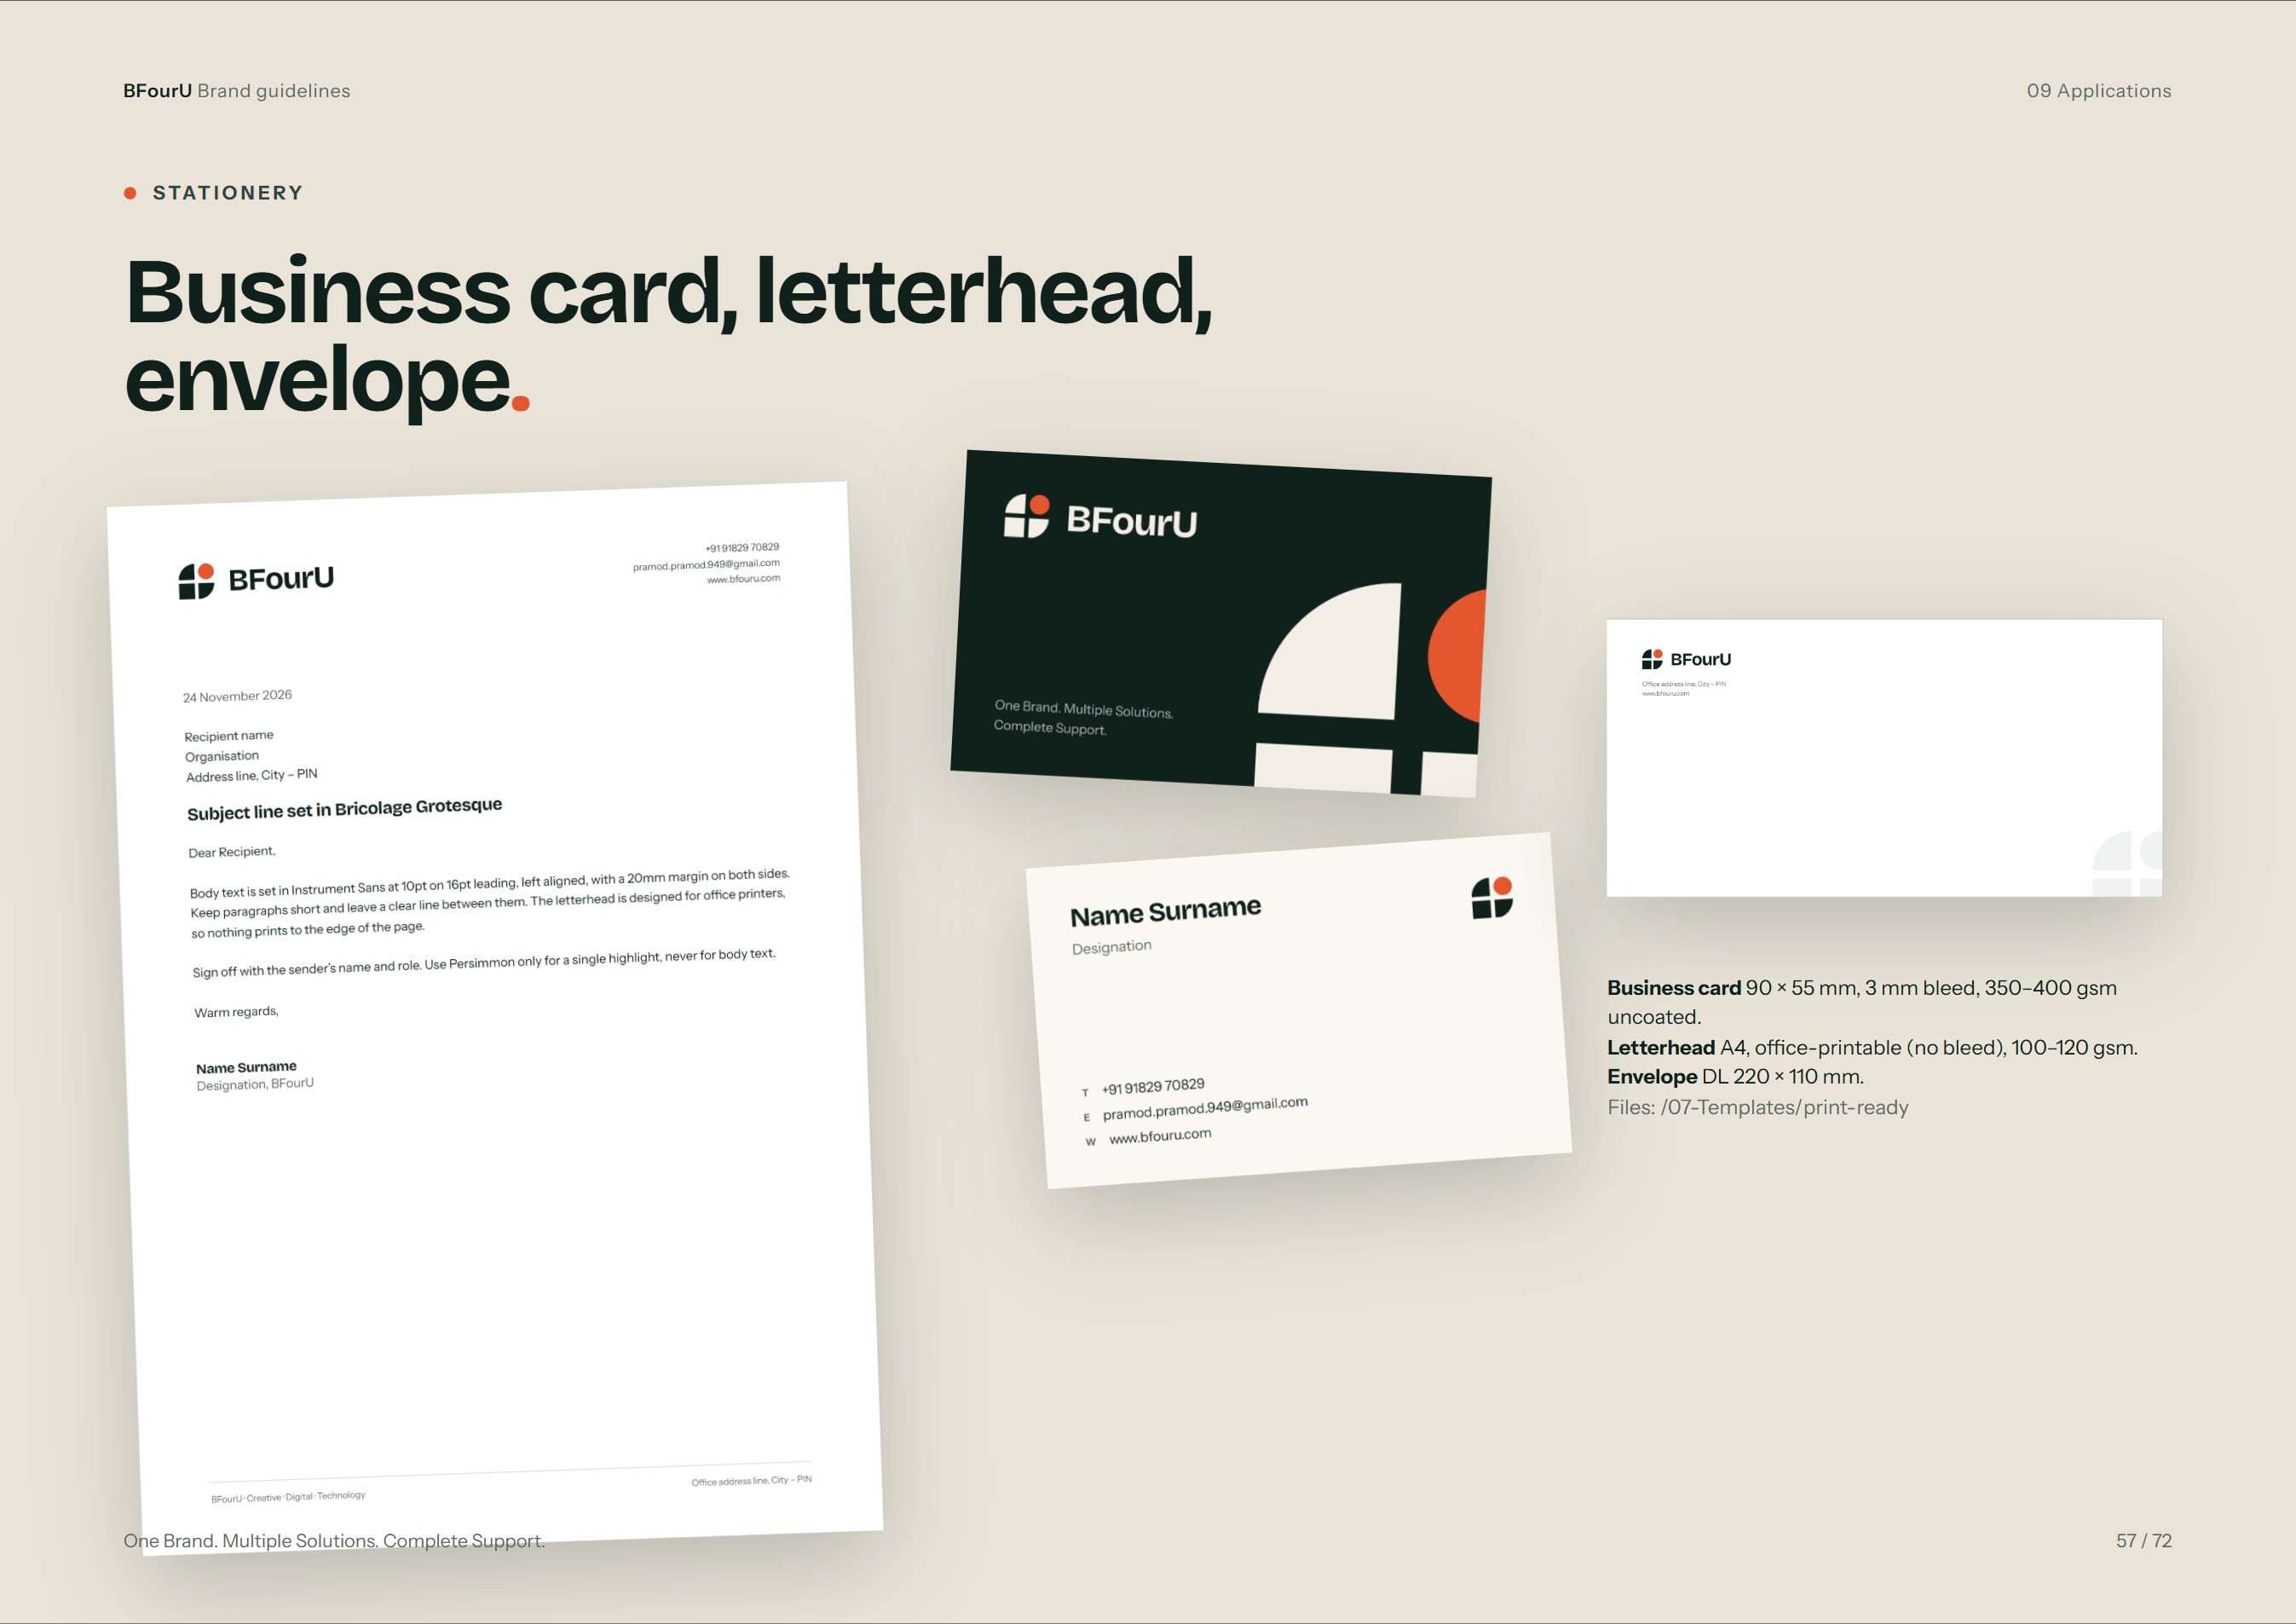 BFourU Brand guidelines
09 Applications
STATIONERY
Business card, letterhead,
envelope.
BFourU
+91 91829 70829
pramod.pramod.949@gmail.com
www.bfouru.com
24 November 2026
Recipient name
Organisation
Address line, City – PIN
Subject line set in Bricolage Grotesque
Dear Recipient,
Body text is set in Instrument Sans at 10pt on 16pt leading, left aligned, with a 20mm margin on both sides.
Keep paragraphs short and leave a clear line between them. The letterhead is designed for office printers,
so nothing prints to the edge of the page.
Sign off with the sender's name and role. Use Persimmon only for a single highlight, never for body text.
Warm regards,
Name Surname
Designation, BFourU
BFourU · Creative · Digital · Technology
Office address line, City – PIN
BFourU
One Brand. Multiple Solutions.
Complete Support.
Name Surname
Designation
T +91 91829 70829
E pramod.pramod.949@gmail.com
W www.bfouru.com
BFourU
Office address line, City – PIN
www.bfouru.com
Business card 90 × 55 mm, 3 mm bleed, 350–400 gsm
uncoated.
Letterhead A4, office-printable (no bleed), 100–120 gsm.
Envelope DL 220 × 110 mm.
Files: /07-Templates/print-ready
One Brand. Multiple Solutions. Complete Support.
57 / 72